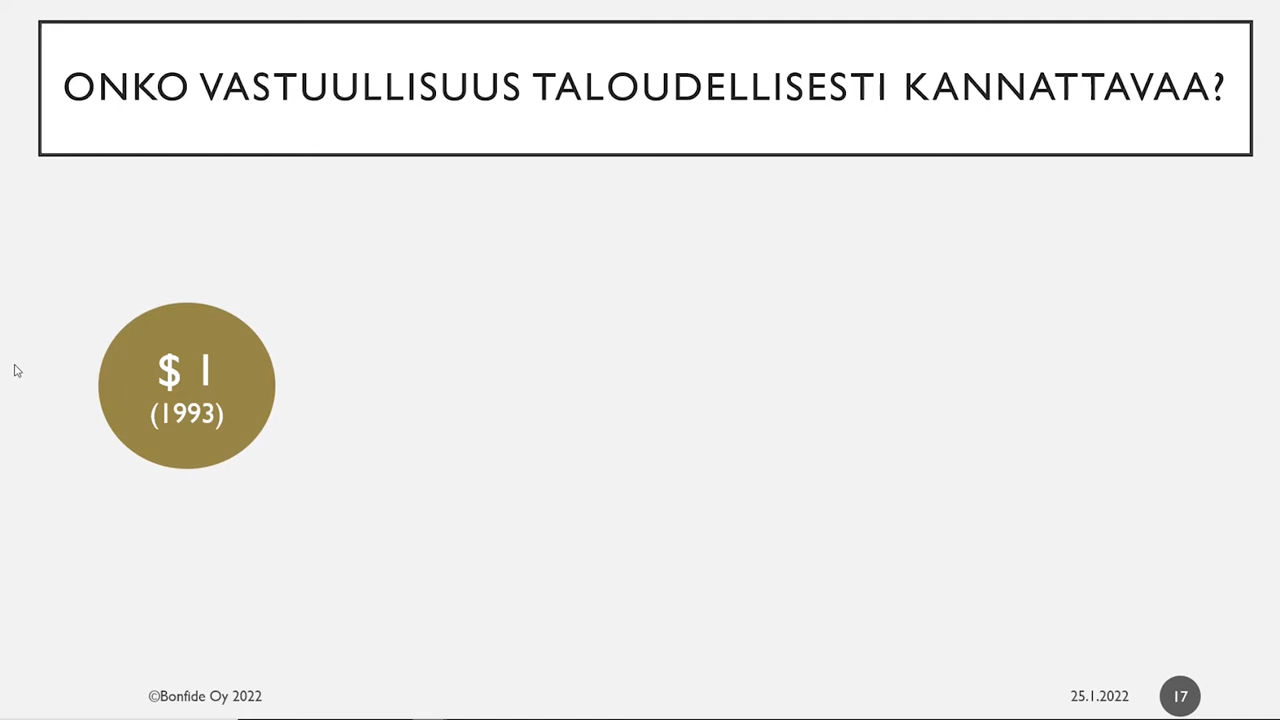 ONKO VASTUULLISUUS TALOUDELLISESTI KANNATTAVAA?
$ 1
(1993)
©Bonfide Oy 2022
25.1.2022
17